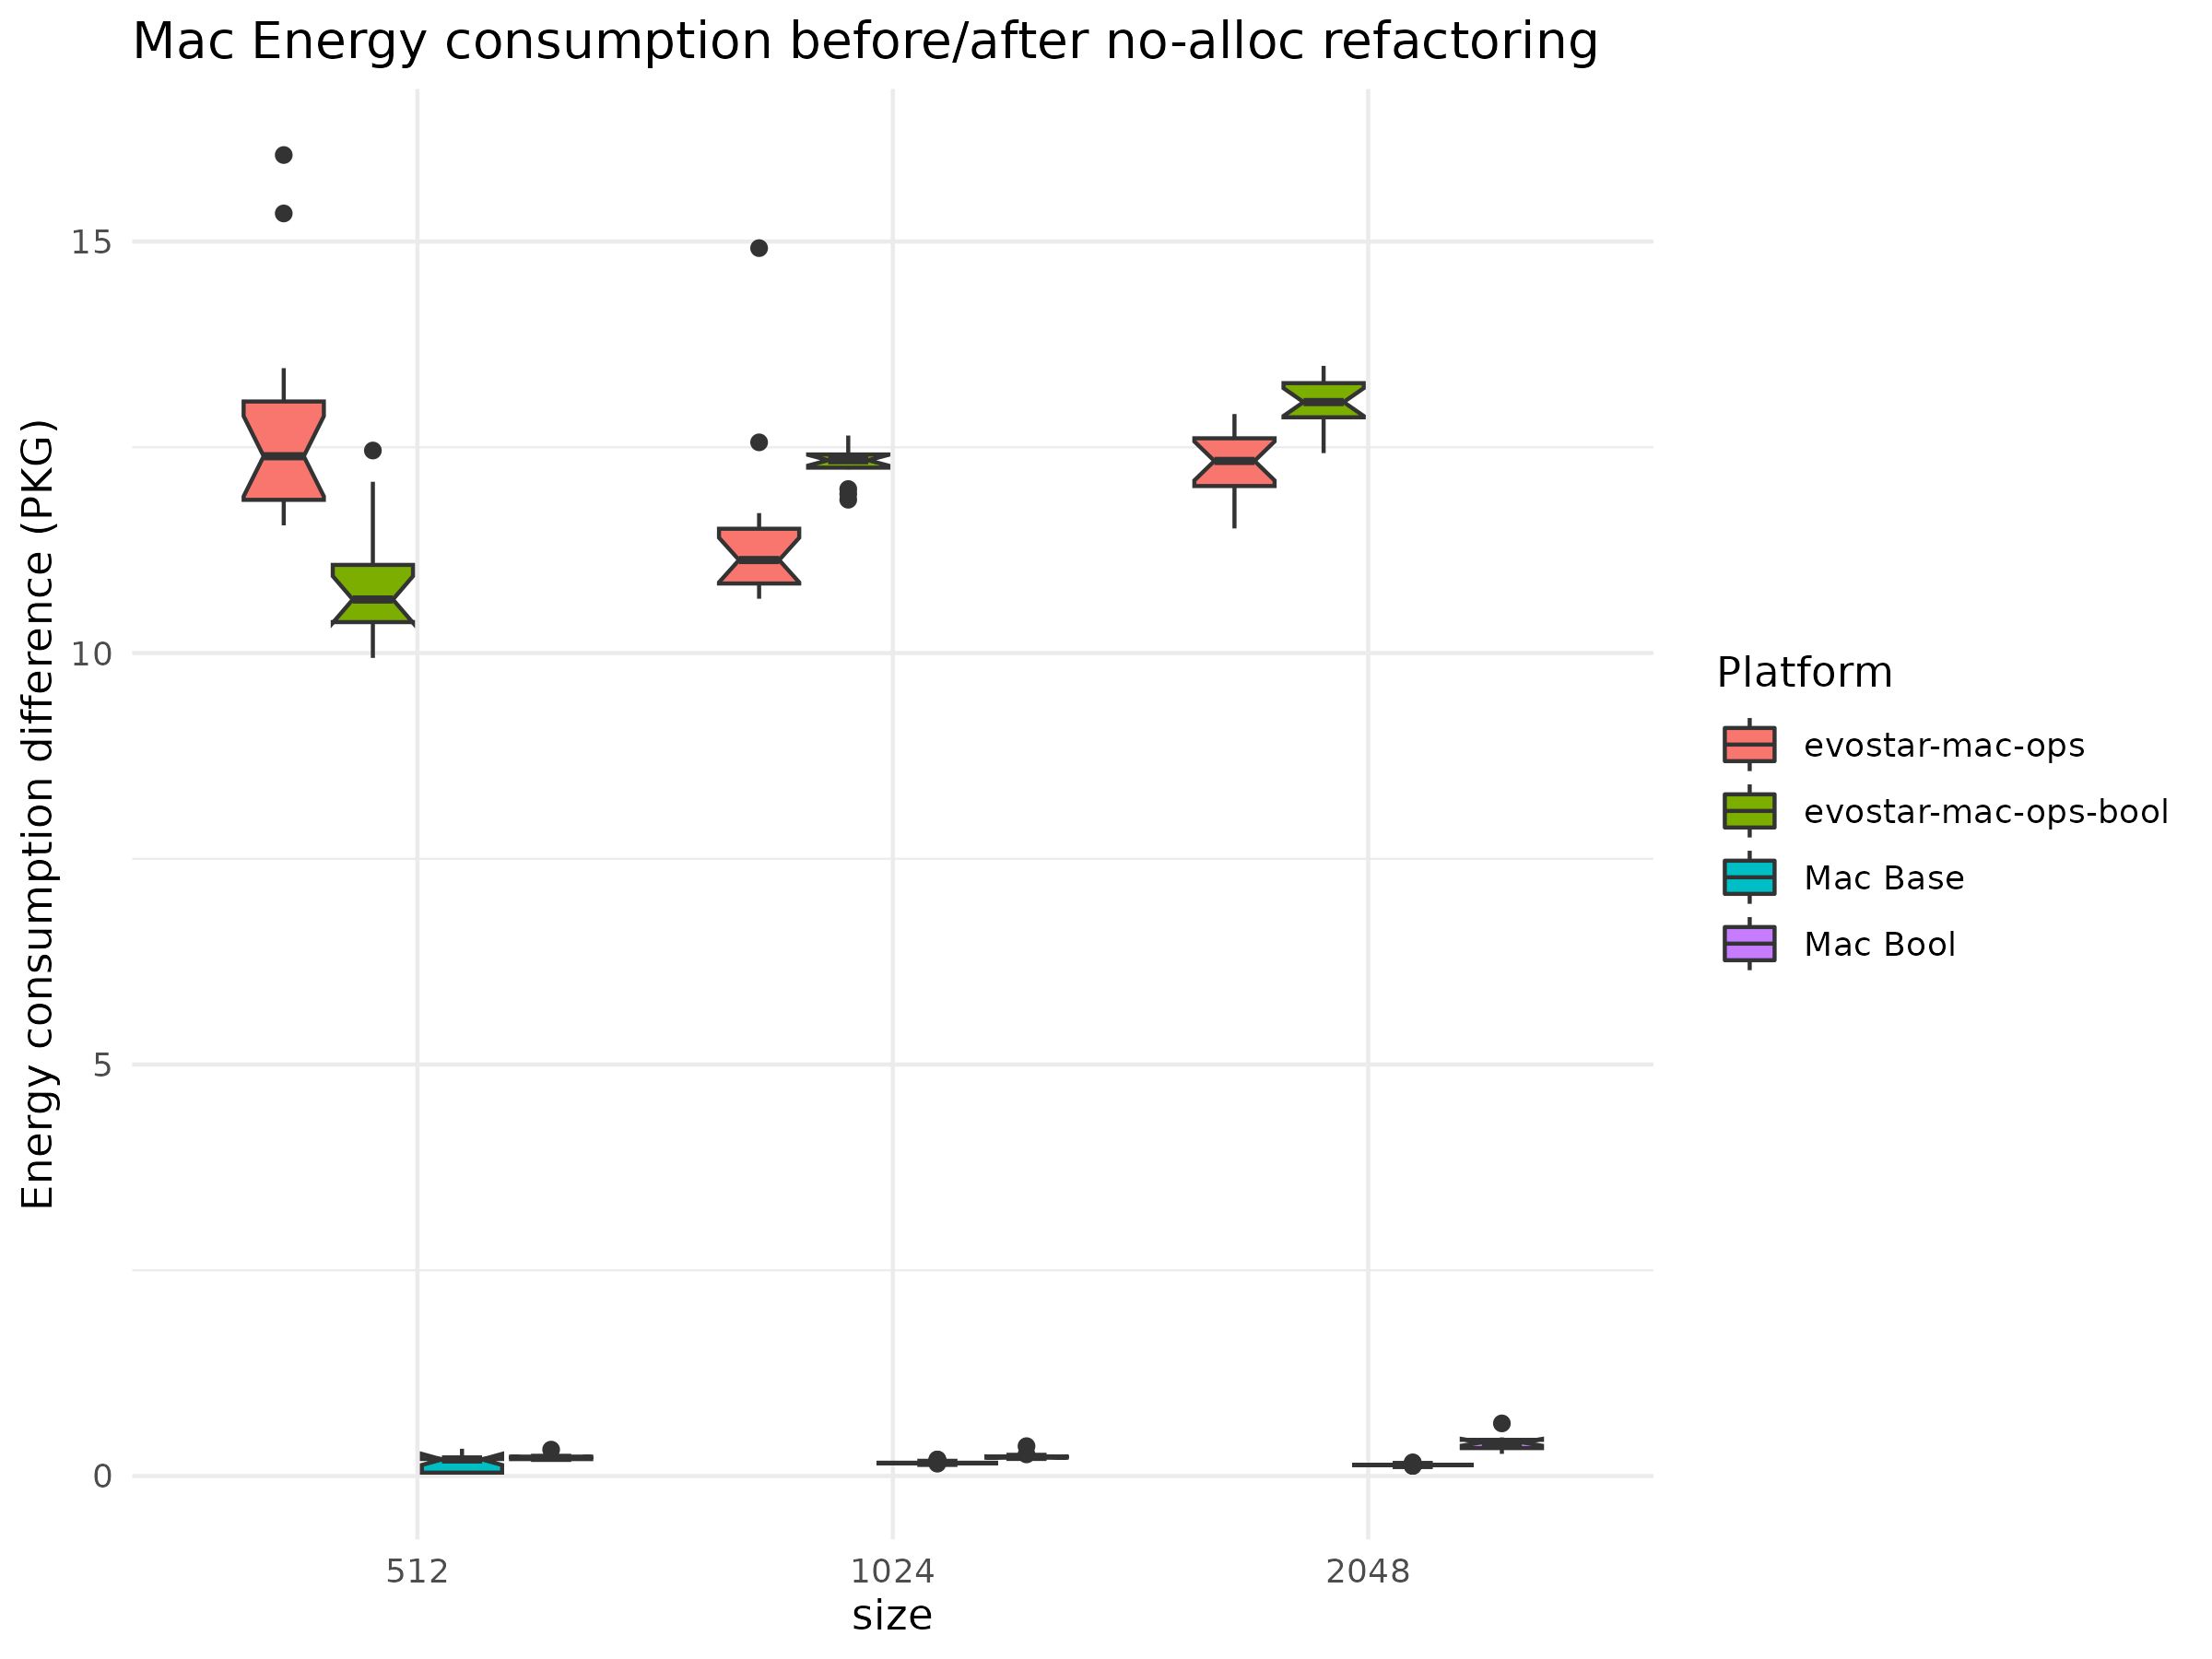 Mac Energy consumption before/after no-alloc refactoring
Energy consumption difference (PKG)
15
10
5
0
512
1024
2048
size
Platform
evostar-mac-ops
evostar-mac-ops-bool
Mac Base
Mac Bool